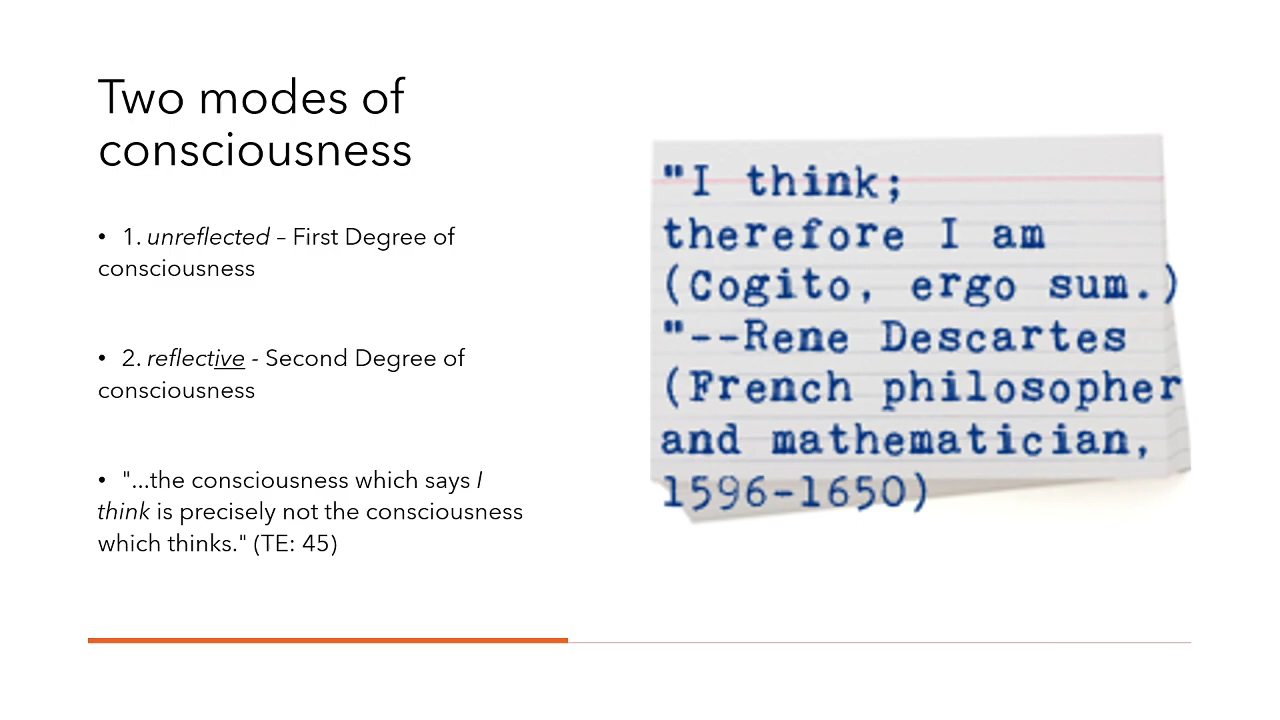 Two modes of
consciousness
• 1. unreflected – First Degree of
consciousness
• 2. reflective - Second Degree of
consciousness
• "...the consciousness which says I
think is precisely not the consciousness
which thinks." (TE: 45)
"I think;
therefore I am
(Cogito, ergo sum.)
"--Rene Descartes
(French philosopher
and mathematician,
1596-1650)